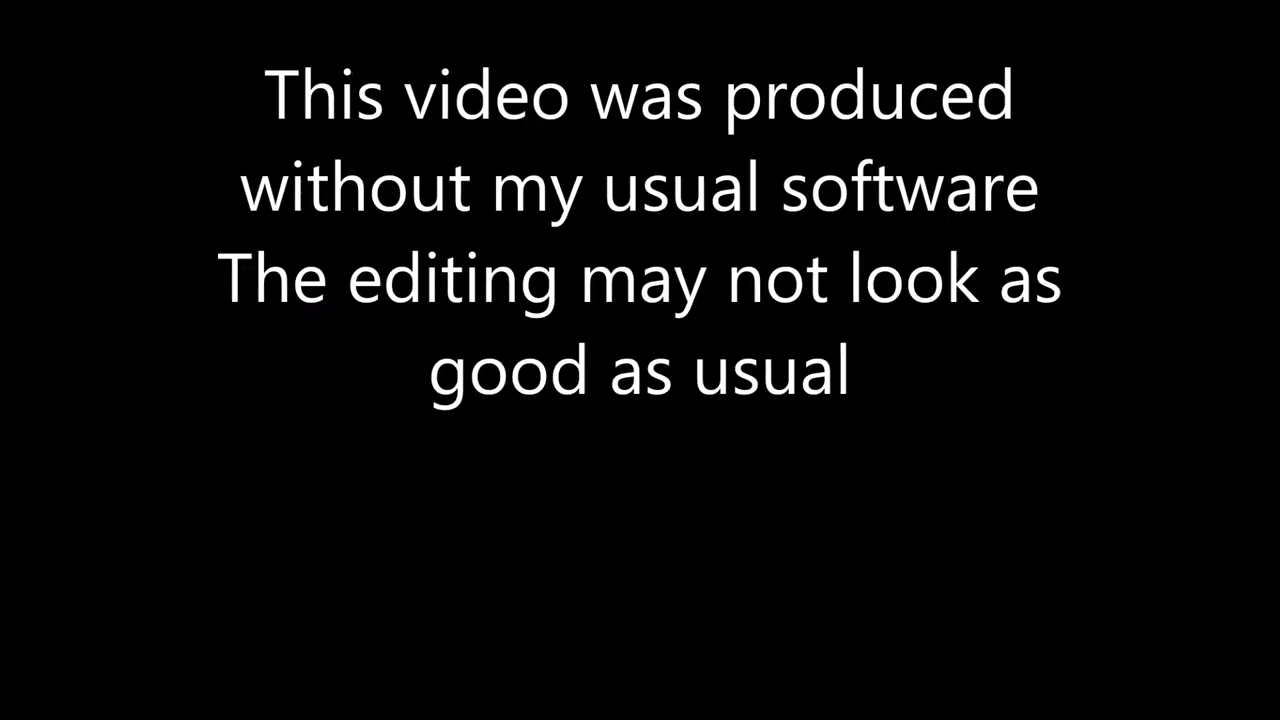 This video was produced
without my usual software
The editing may not look as
good as usual